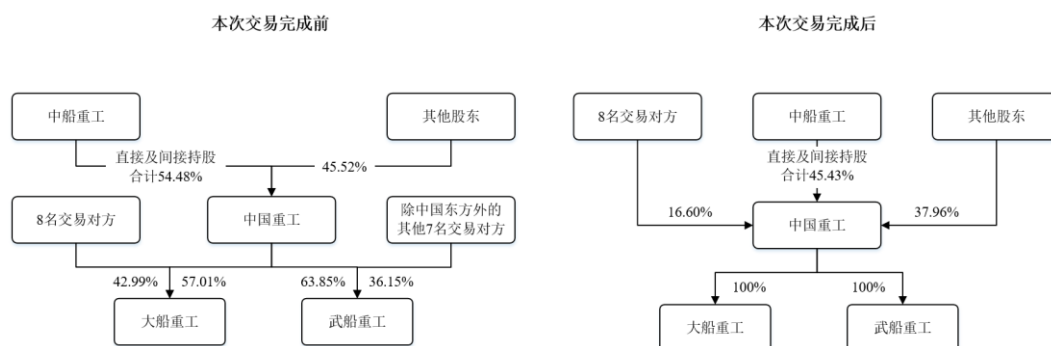 本次交易完成前
中船重工
其他股东
直接及间接持股
合计54.48%
45.52%
8名交易对方
中国重工
除中国东方外的
其他7名交易对方
42.99%
57.01%
63.85%
36.15%
大船重工
武船重工
本次交易完成后
8名交易对方
中船重工
其他股东
直接及间接持股
合计45.43%
16.60%
37.96%
中国重工
100%
100%
大船重工
武船重工